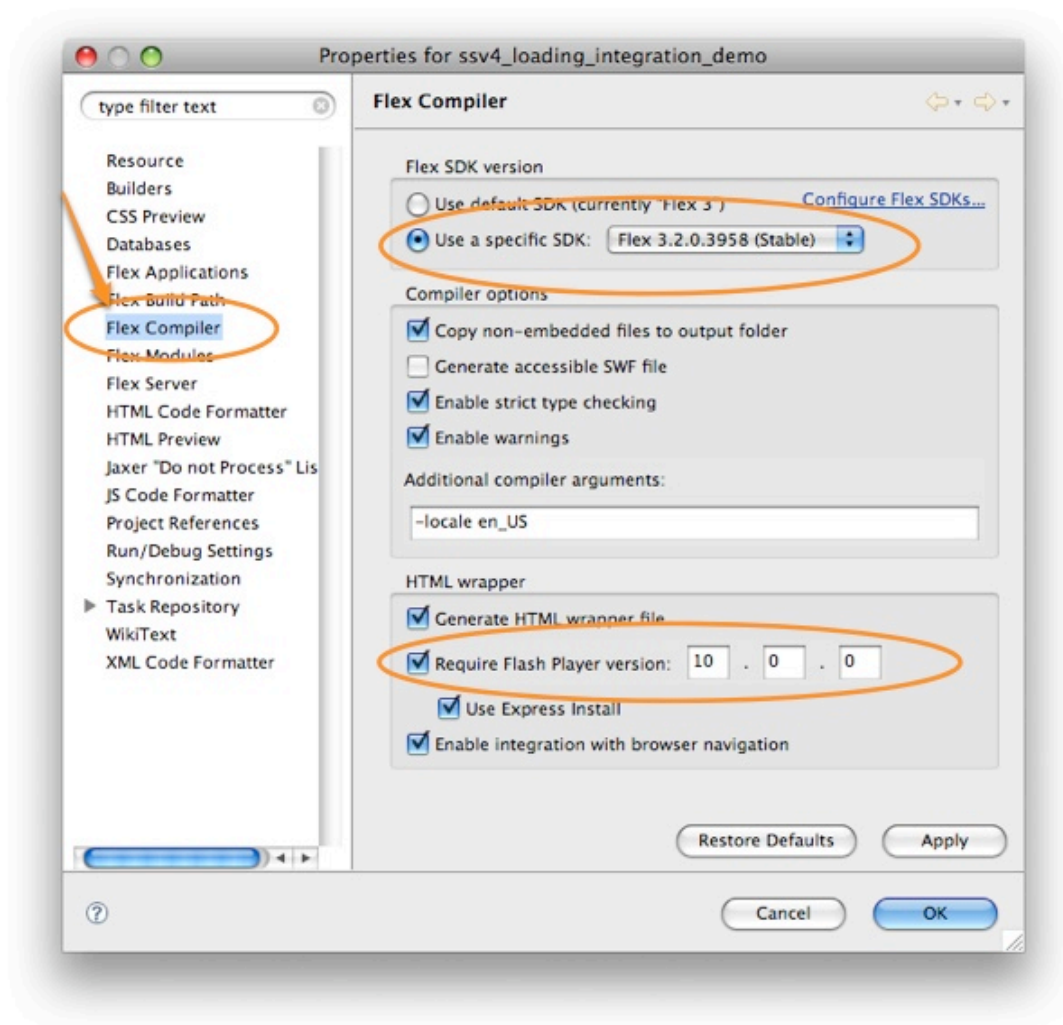 Properties for ssv4_loading_integration_demo
type filter text
Flex Compiler
Resource
Builders
CSS Preview
Databases
Flex Applications
Flex Build Path
Flex Compiler
Flex Modules
Flex Server
HTML Code Formatter
HTML Preview
Jaxer "Do not Process" Lis
JS Code Formatter
Project References
Run/Debug Settings
Synchronization
Task Repository
WikiText
XML Code Formatter
Flex SDK version
Use default SDK (currently "Flex 3") Configure Flex SDKs...
Use a specific SDK: Flex 3.2.0.3958 (Stable)
Compiler options
Copy non-embedded files to output folder
Generate accessible SWF file
Enable strict type checking
Enable warnings
Additional compiler arguments:
-locale en_US
HTML wrapper
Generate HTML wrapper file
Require Flash Player version: 10 . 0 . 0
Use Express Install
Enable integration with browser navigation
Restore Defaults Apply
? Cancel OK